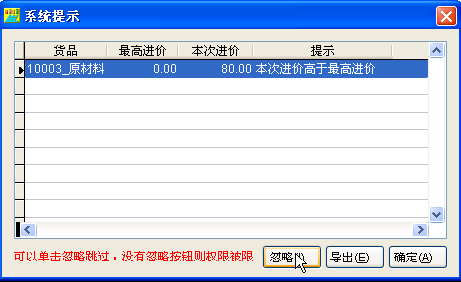 系统提示
货品 最高进价 本次进价 提示
10003_原材料 0.00 80.00 本次进价高于最高进价
可以单击忽略跳过，没有忽略按钮则权限被限 忽略 导出(E) 确定(A)